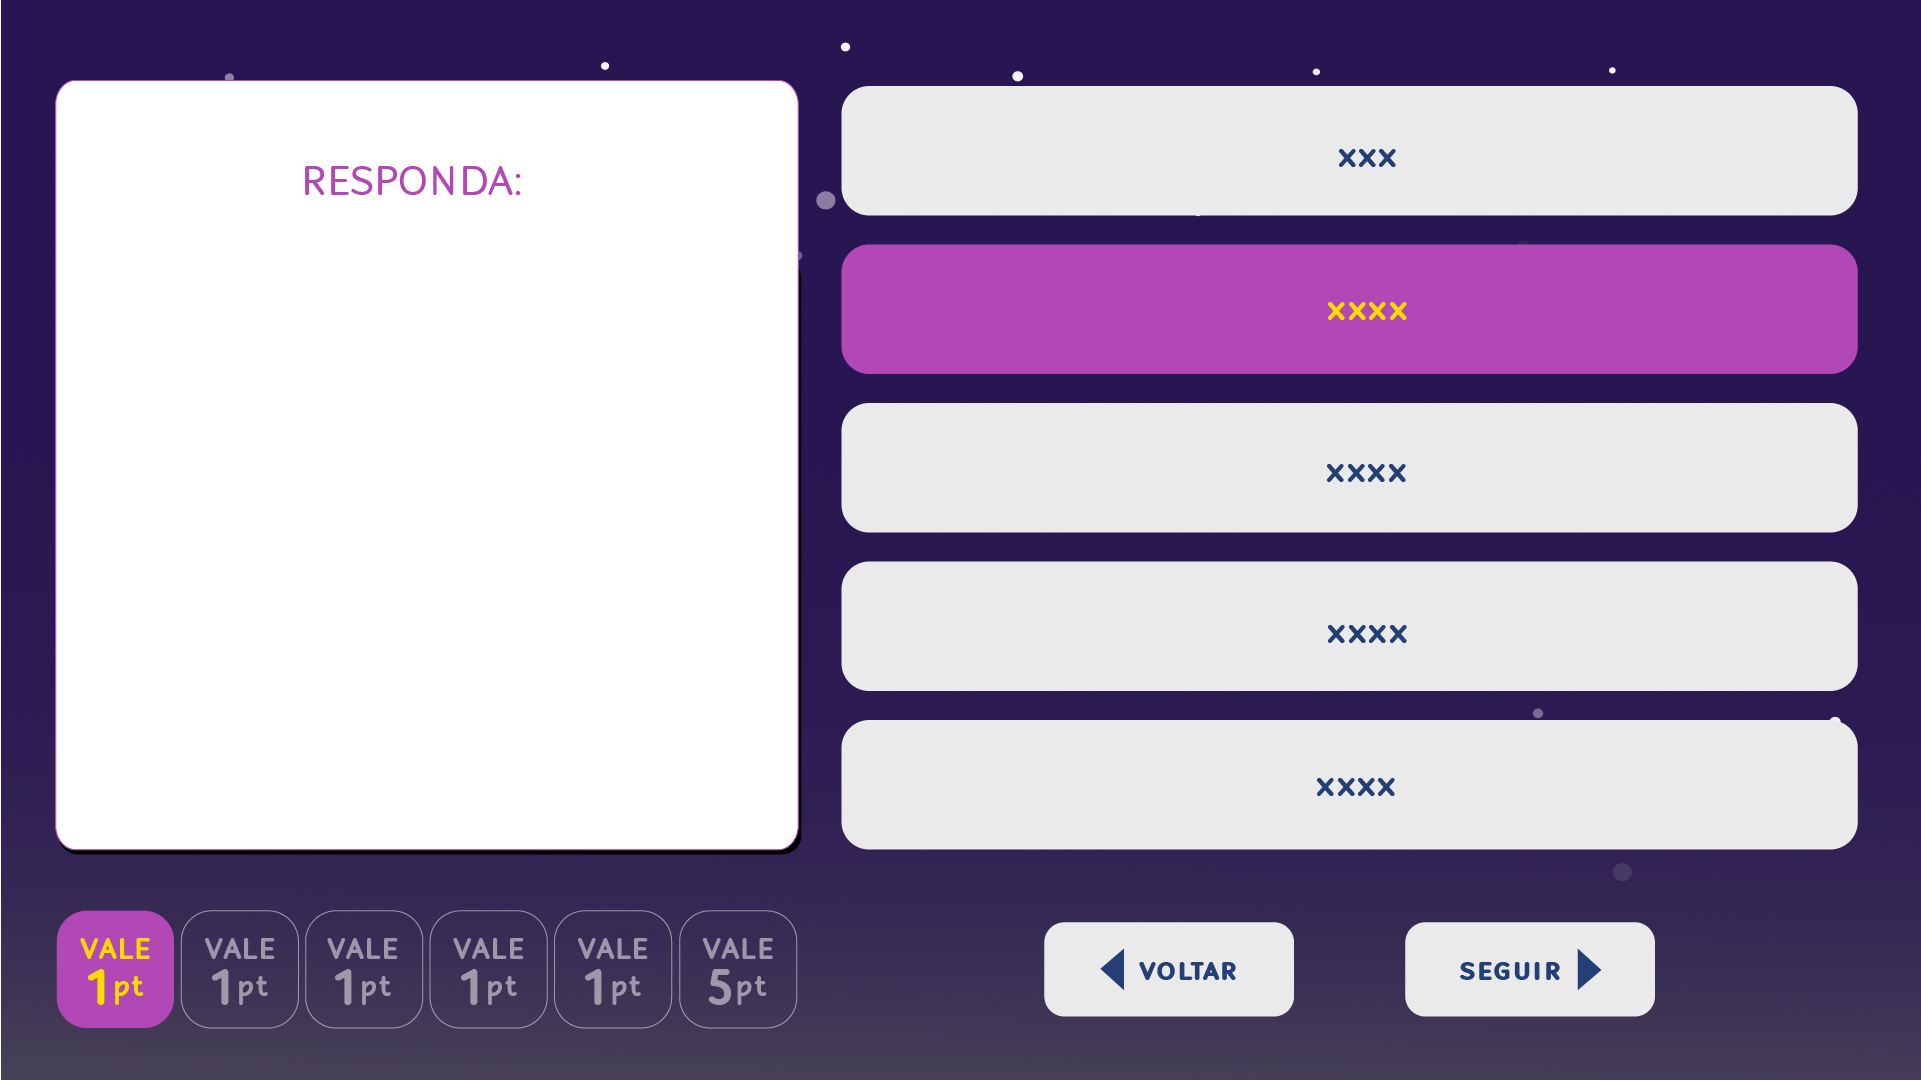 RESPONDA:
xxx
xxxx
xxxx
xxxx
xxxx
VALE
1pt
VALE
1pt
VALE
1pt
VALE
1pt
VALE
1pt
VALE
5pt
VOLTAR
SEGUIR